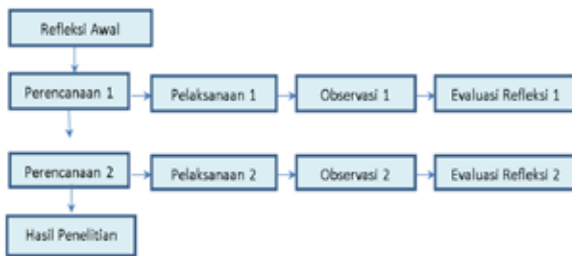 Refleksi Awal
Perencanaan 1
Pelaksanaan 1
Observasi 1
Evaluasi Refleksi 1
Perencanaan 2
Pelaksanaan 2
Observasi 2
Evaluasi Refleksi 2
Hasil Penelitian